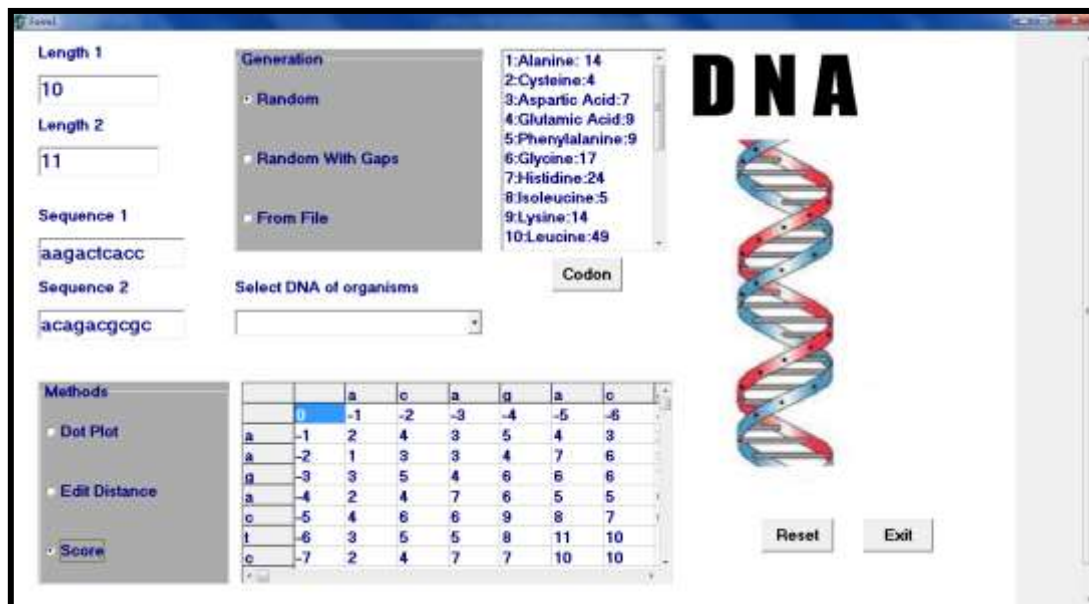 Form1
Length 1
10
Length 2
11
Sequence 1
aagactcacc
Sequence 2
acagacgcgc
Generation
Random
Random With Gaps
From File
Select DNA of organisms
1:Alanine: 14
2:Cysteine:4
3:Aspartic Acid:7
4:Glutamic Acid:9
5:Phenylalanine:9
6:Glycine:17
7:Histidine:24
8:Isoleucine:5
9:Lysine:14
10:Leucine:49
Codon
DNA
Methods
Dot Plot
Edit Distance
Score
a c a g a c
0 -1 -2 -3 -4 -5 -6
a -1 2 4 3 5 4 3
a -2 1 3 3 4 7 6
g -3 3 5 4 6 6 6
a -4 2 4 7 6 5 5
c -5 4 6 6 9 8 7
t -6 3 5 5 8 11 10
c -7 2 4 7 7 10 10
Reset
Exit